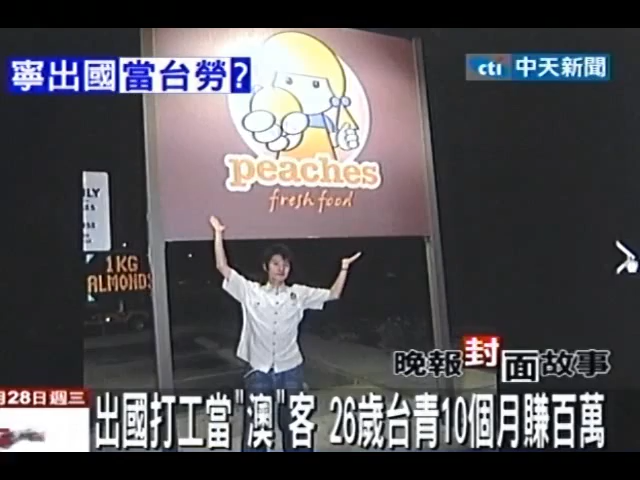 寧出國當台勞?
cti 中天新聞
peaches
fresh food
1KG
ALMONDS
晚報封面故事
月28日週三
出國打工當"澳"客 26歲台青10個月賺百萬